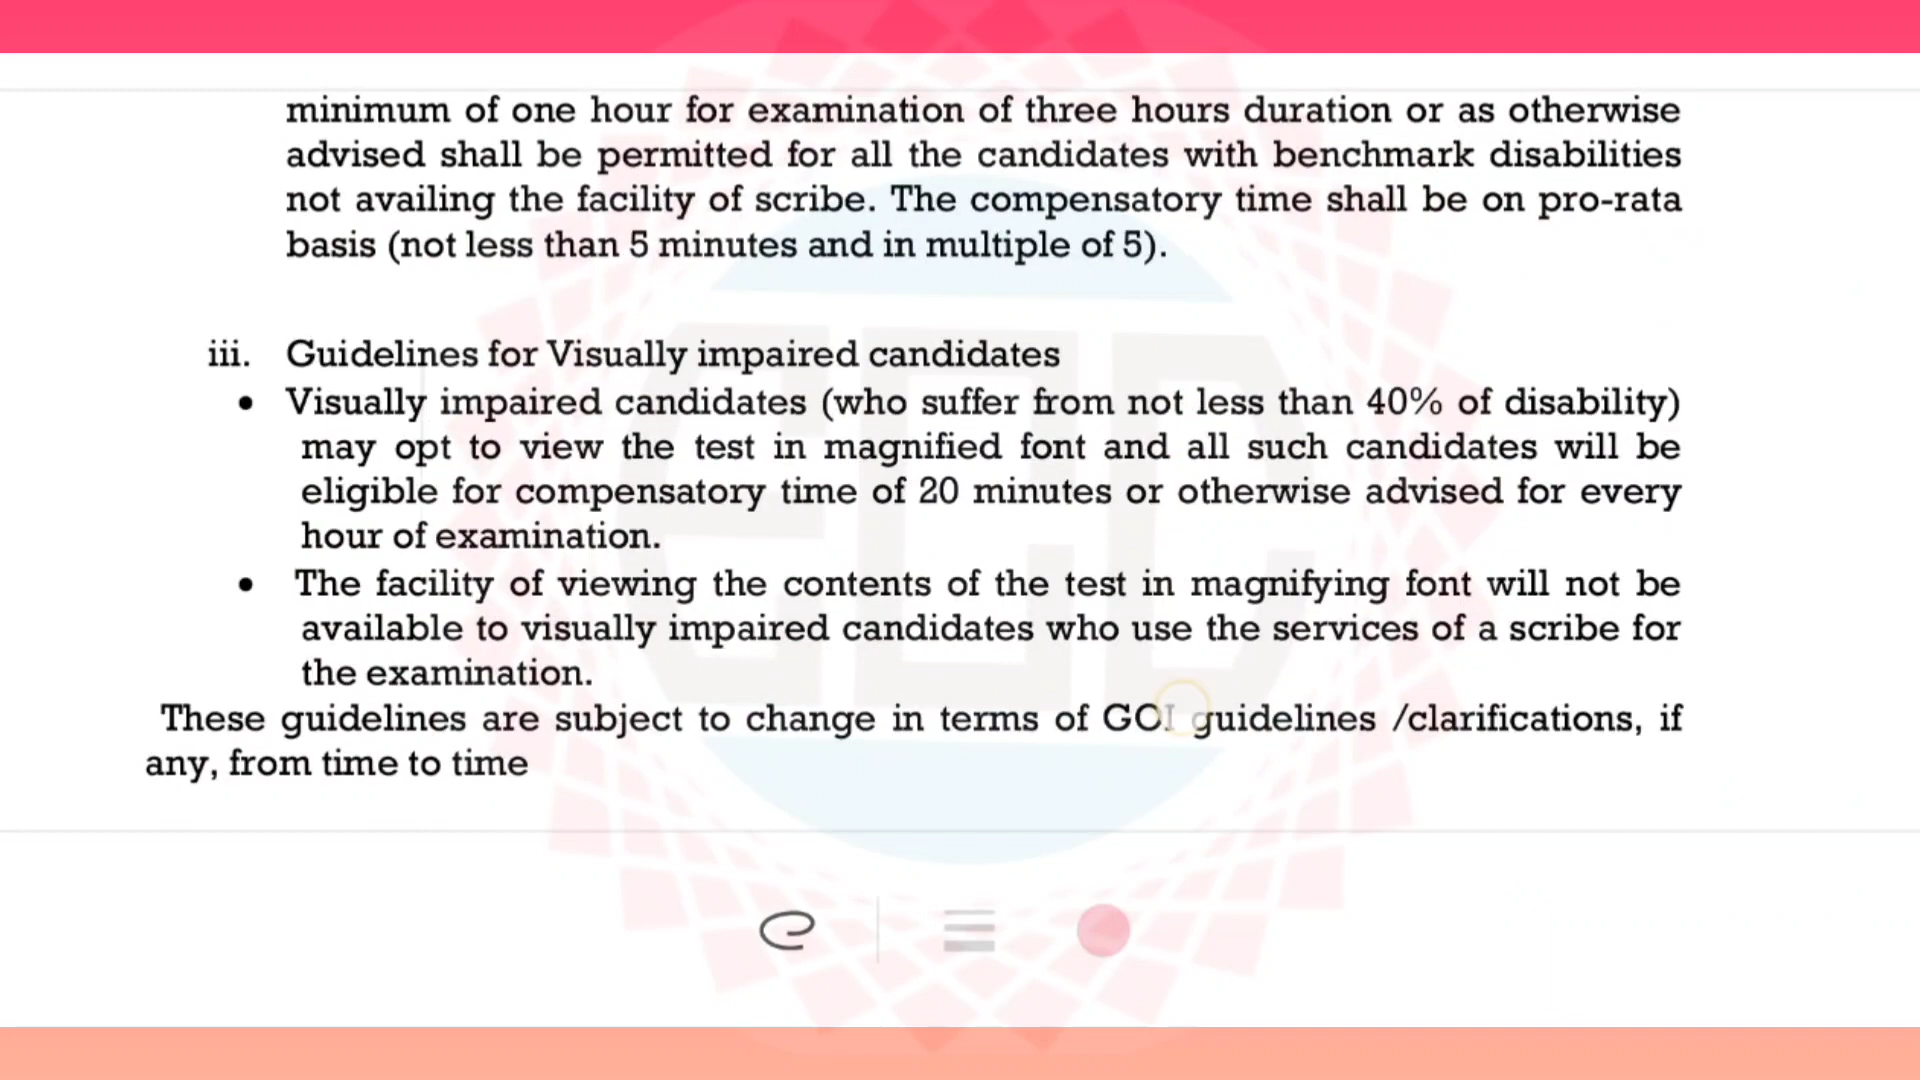 minimum of one hour for examination of three hours duration or as otherwise
advised shall be permitted for all the candidates with benchmark disabilities
not availing the facility of scribe. The compensatory time shall be on pro-rata
basis (not less than 5 minutes and in multiple of 5).
iii. Guidelines for Visually impaired candidates
• Visually impaired candidates (who suffer from not less than 40% of disability)
may opt to view the test in magnified font and all such candidates will be
eligible for compensatory time of 20 minutes or otherwise advised for every
hour of examination.
• The facility of viewing the contents of the test in magnifying font will not be
available to visually impaired candidates who use the services of a scribe for
the examination.
These guidelines are subject to change in terms of GOI guidelines /clarifications, if
any, from time to time